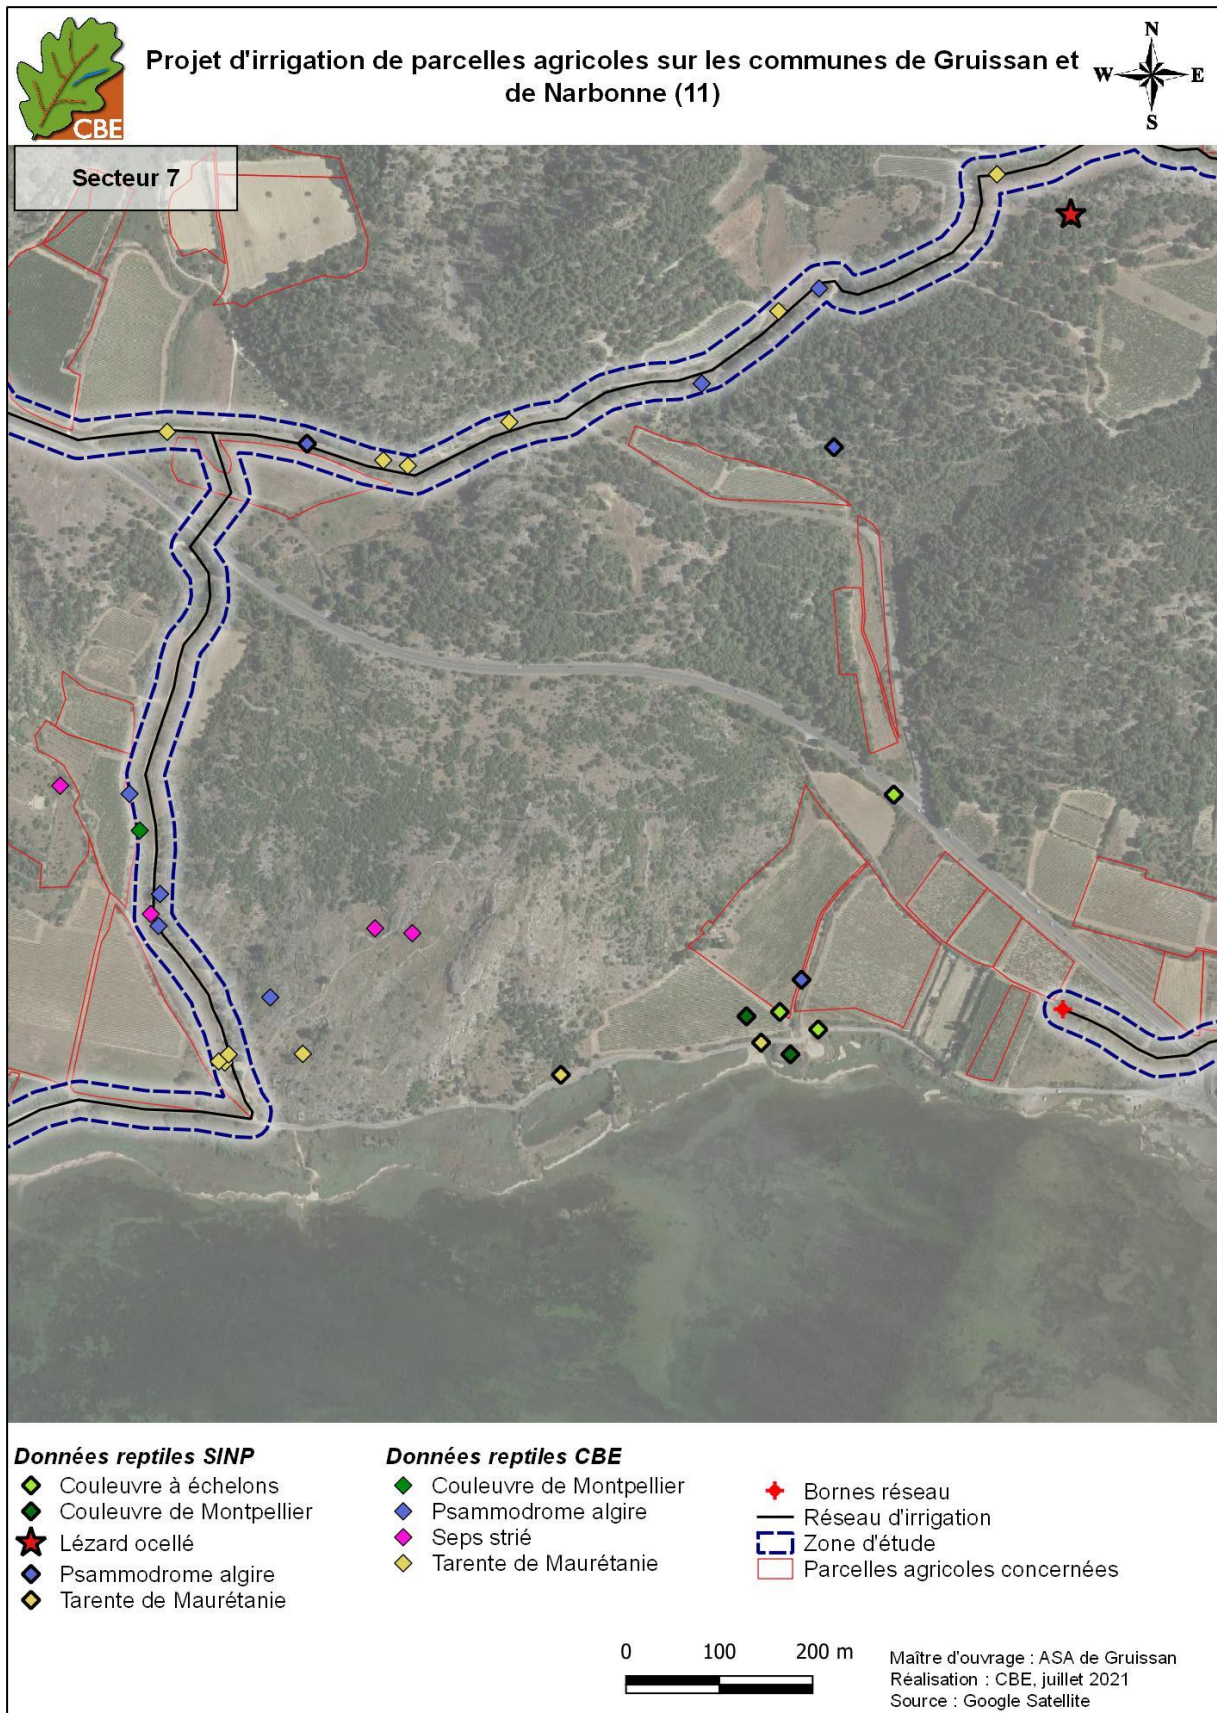 CBE
Projet d'irrigation de parcelles agricoles sur les communes de Gruissan et
de Narbonne (11)
N
W
E
S
Secteur 7
Données reptiles SINP
Couleuvre à échelons
Couleuvre de Montpellier
Lézard ocellé
Psammodrome algire
Tarente de Maurétanie
Données reptiles CBE
Couleuvre de Montpellier
Psammodrome algire
Seps strié
Tarente de Maurétanie
Bornes réseau
Réseau d'irrigation
Zone d'étude
Parcelles agricoles concernées
0 100 200 m
Maître d'ouvrage : ASA de Gruissan
Réalisation : CBE, juillet 2021
Source : Google Satellite